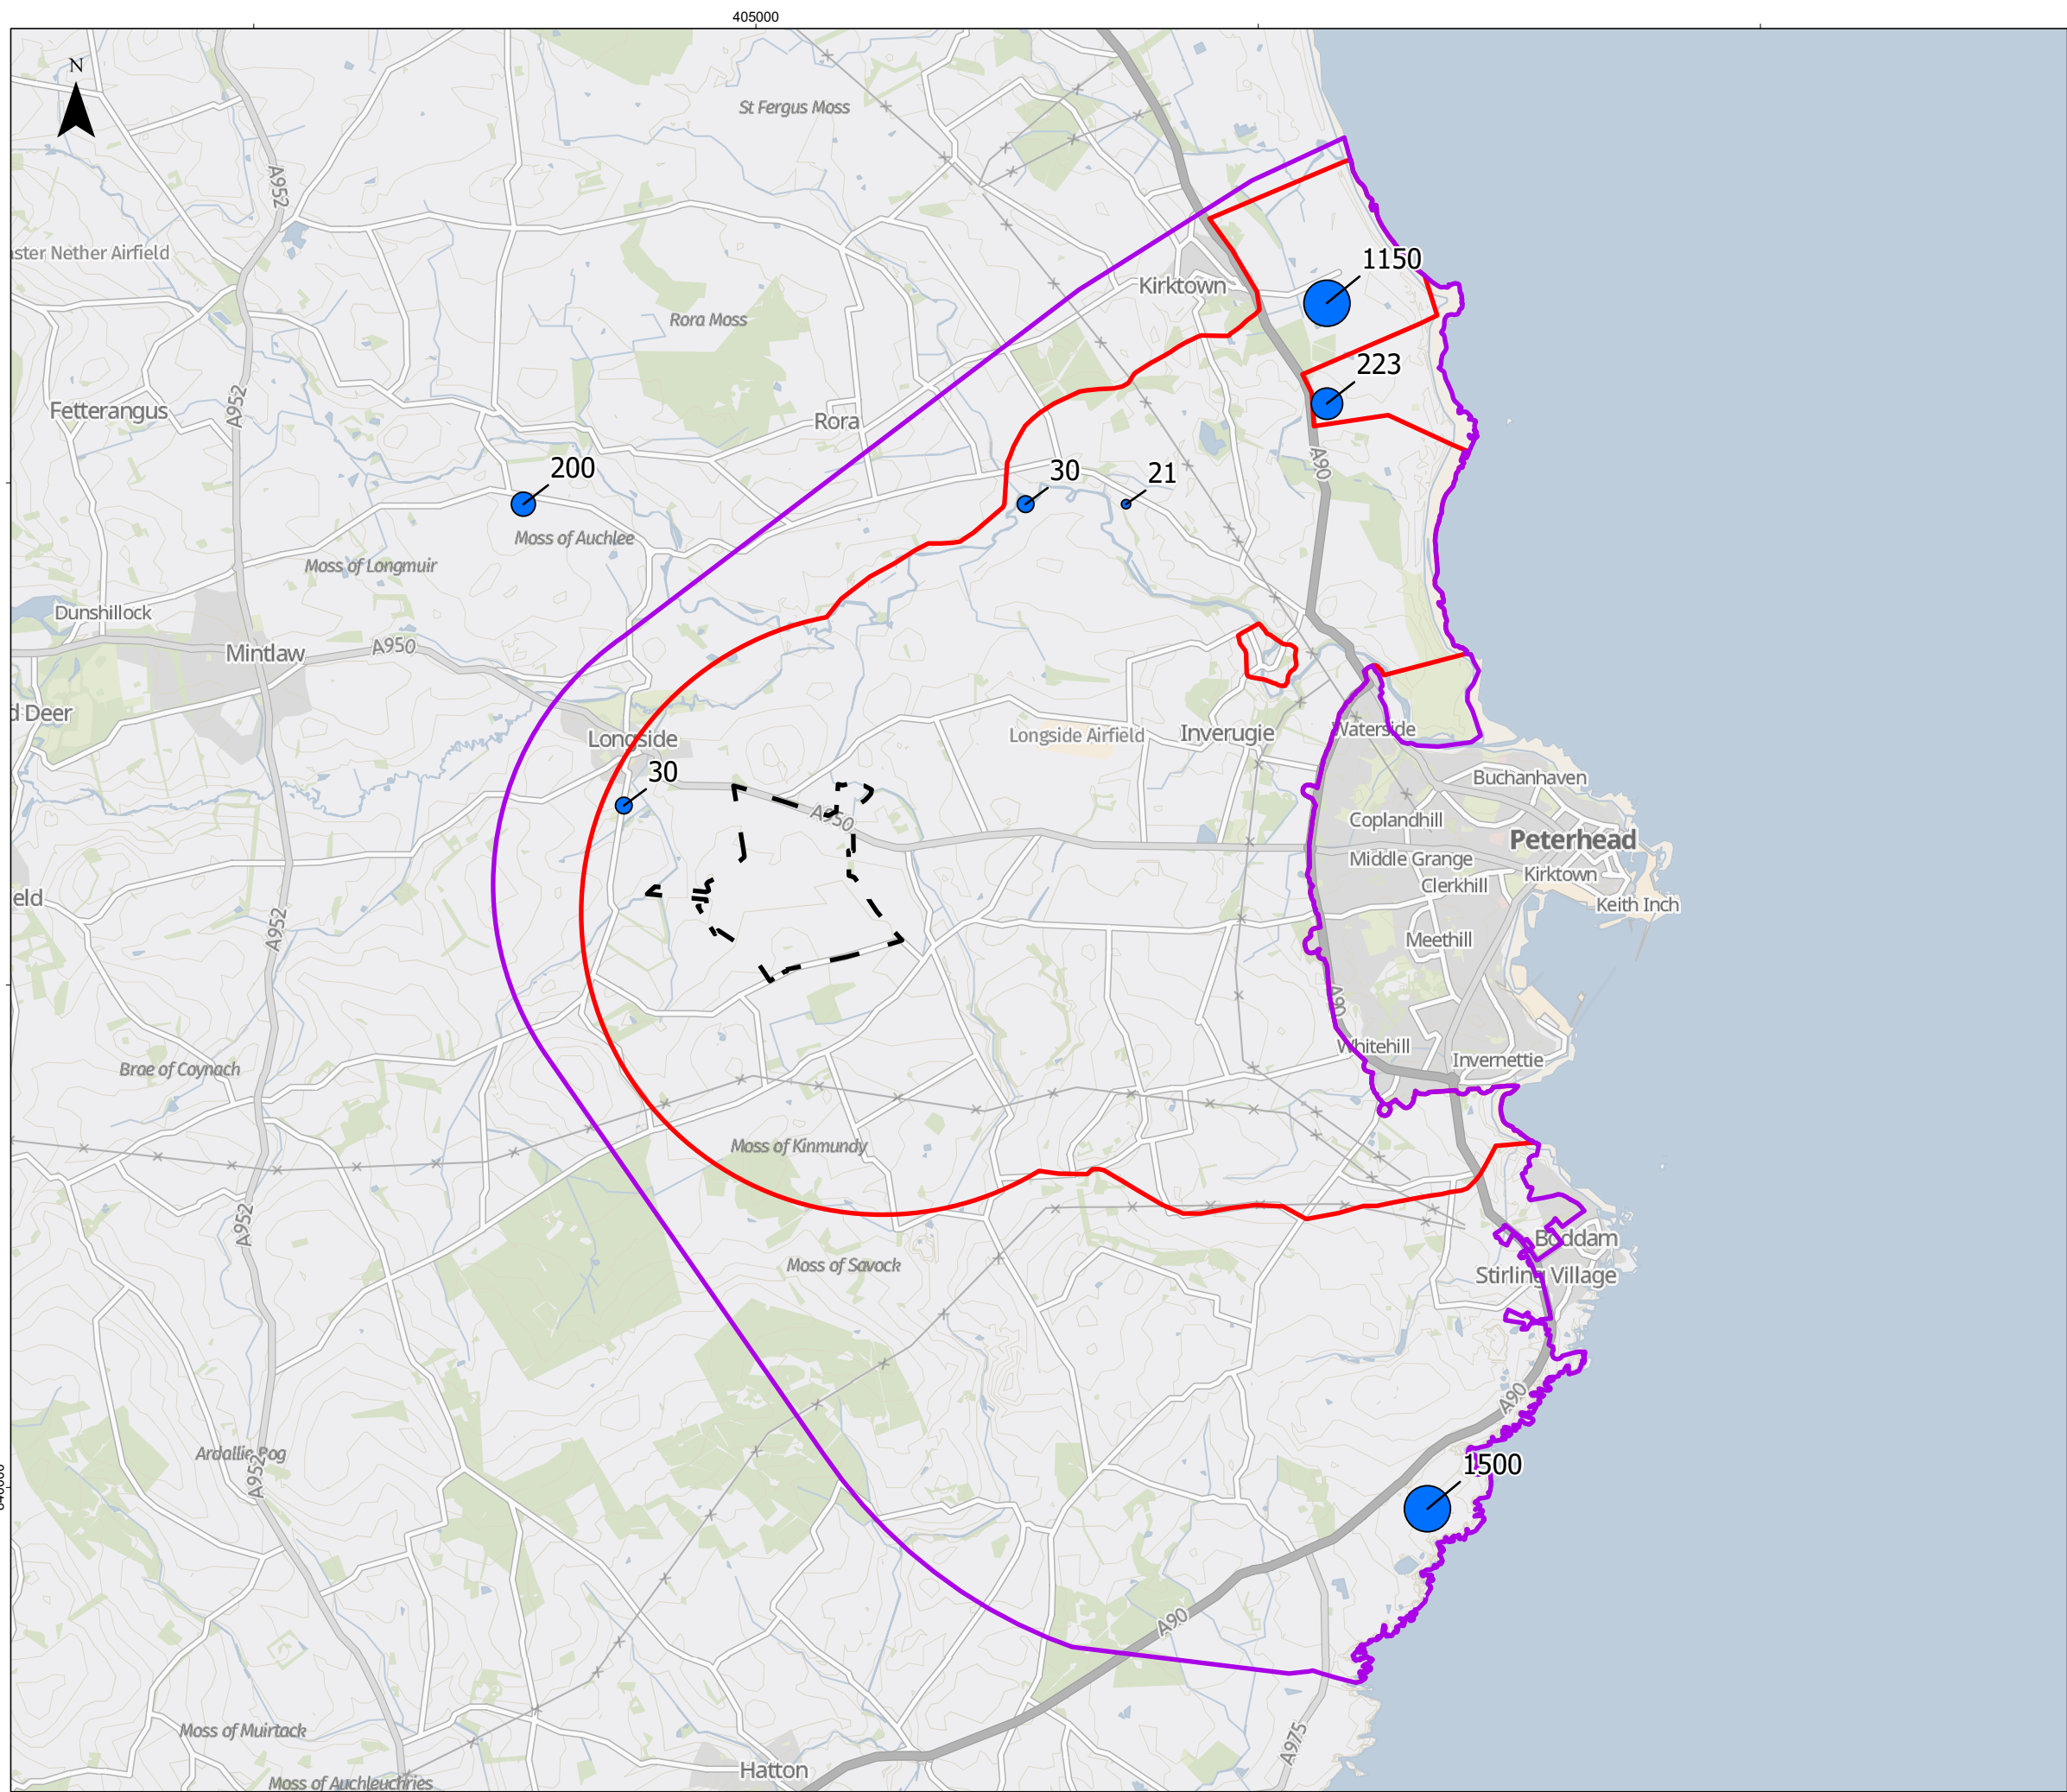 405000
N
St Fergus Moss
A952
1150
Kirktown
Rora Moss
223
Fetterangus
A952
Rora
A90
200
30
21
Moss of Auchlee
Moss of Longmuir
Dunshillock
Mintlaw
A950
d Deer
Longside
Longside Airfield
Inverugie
Waterside
30
Buchanhaven
A950
Coplandhill
Peterhead
Middle Grange
Kirktown
Clerkhill
eld
Keith Inch
A952
Meethill
A90
Whitehill
Invernettie
Brae of Coynach
Moss of Kinmundy
A952
Boddam
Moss of Savock
Stirling Village
A90
Ardallie Bog
A952
1500
A90
Moss of Muirtack
A975
Hatton
Moss of Auchleuchries